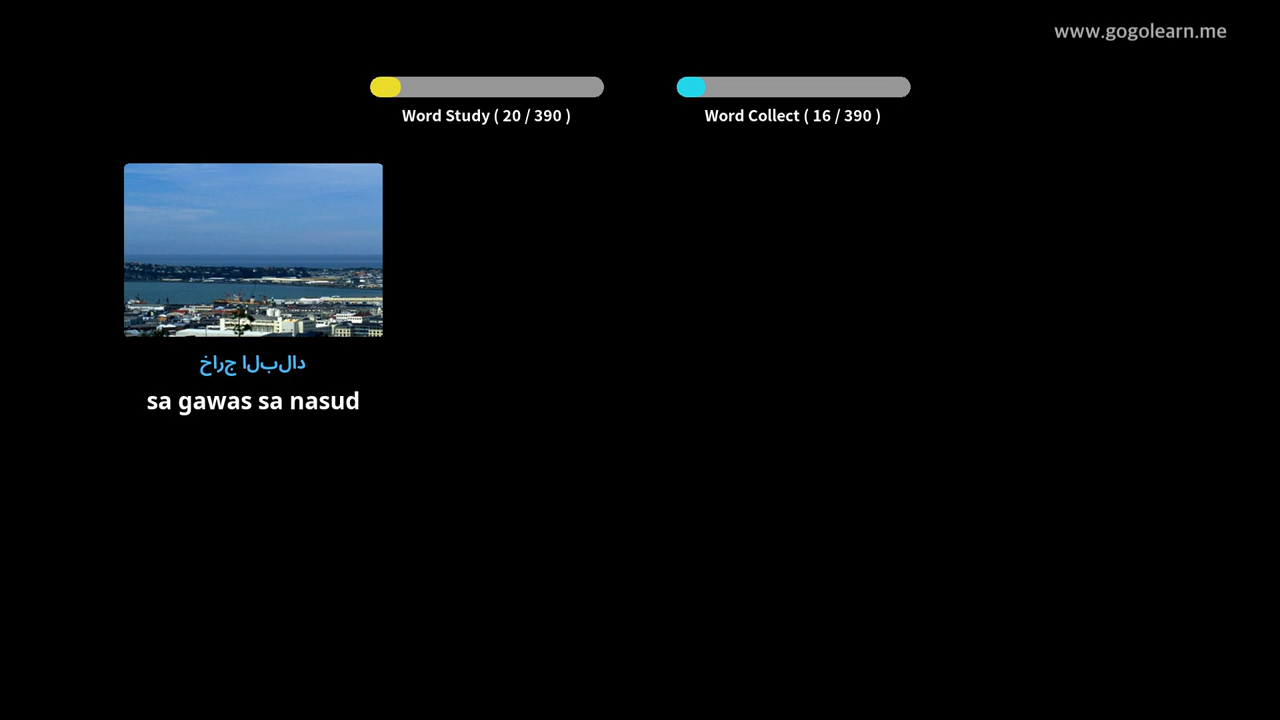 www.gogolearn.me
Word Study ( 20 / 390 )
Word Collect ( 16 / 390 )
خارج البلاد
sa gawas sa nasud